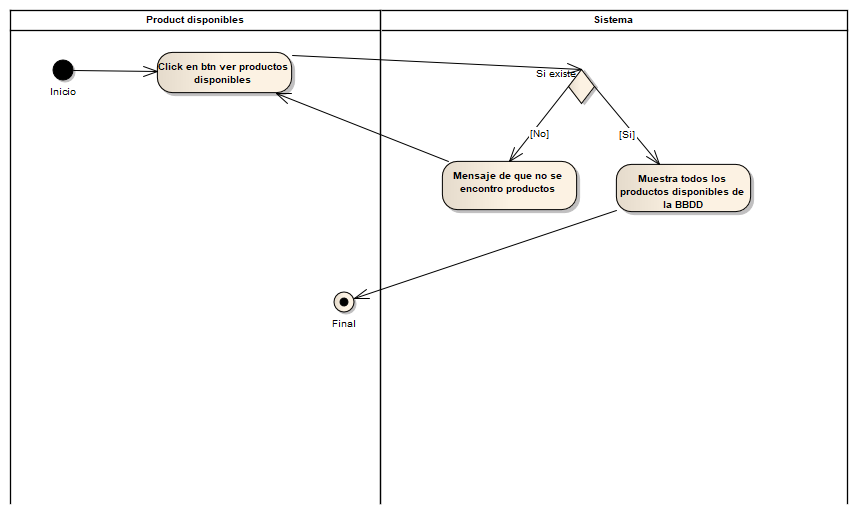 Product disponibles
Sistema
Click en btn ver productos
disponibles
Inicio
Si existe
[No]
[Si]
Mensaje de que no se
encontro productos
Muestra todos los
productos disponibles de
la BBDD
Final